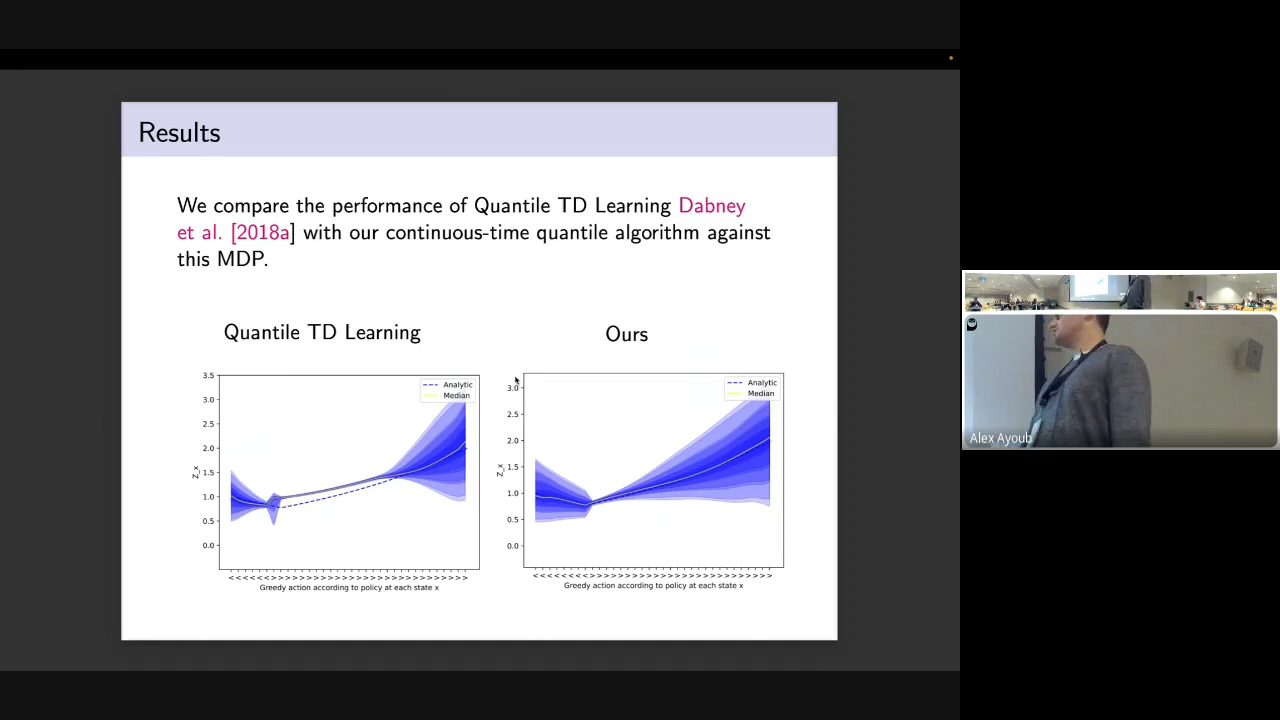 Results
We compare the performance of Quantile TD Learning Dabney
et al. [2018a] with our continuous-time quantile algorithm against
this MDP.
Quantile TD Learning
Ours
3.5
3.0
2.5
2.0
1.5
1.0
0.5
0.0
Z_x
Analytic
Median
Greedy action according to policy at each state x
3.0
2.5
2.0
1.5
1.0
0.5
0.0
Z_x
Analytic
Median
Greedy action according to policy at each state x
Alex Ayoub